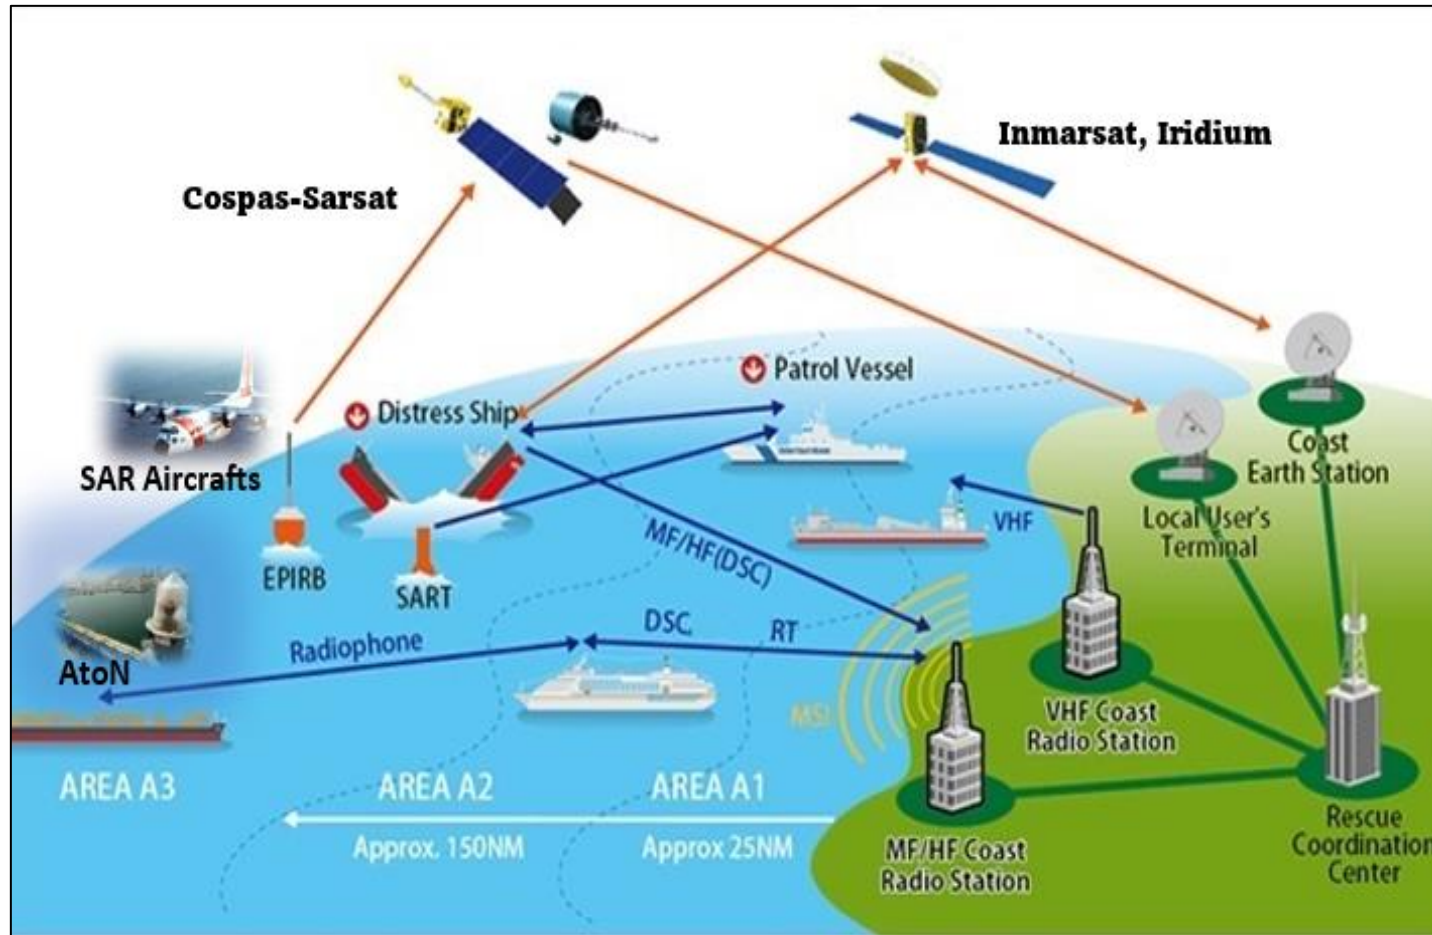 Cospas-Sarsat
Inmarsat, Iridium
Patrol Vessel
Distress Ship
SAR Aircrafts
EPIRB
SART
AtoN
Coast
Earth Station
Local User's
Terminal
VHF
MF/HF(DSC)
Radiophone
DSC
RT
MSI
VHF Coast
Radio Station
AREA A3
AREA A2
AREA A1
Approx. 150NM
Approx 25NM
MF/HF Coast
Radio Station
Rescue
Coordination
Center